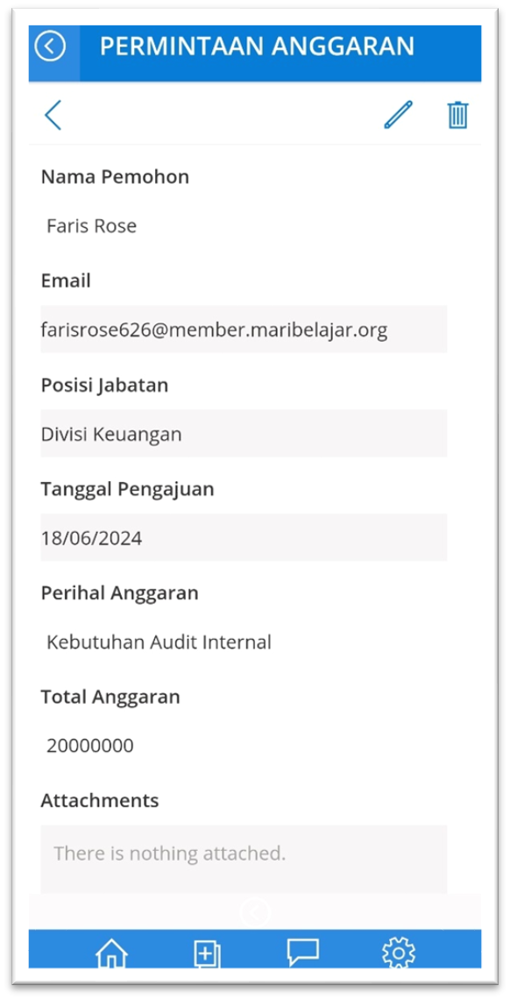 PERMINTAAN ANGGARAN
Nama Pemohon
Faris Rose
Email
farisrose626@member.maribelajar.org
Posisi Jabatan
Divisi Keuangan
Tanggal Pengajuan
18/06/2024
Perihal Anggaran
Kebutuhan Audit Internal
Total Anggaran
20000000
Attachments
There is nothing attached.